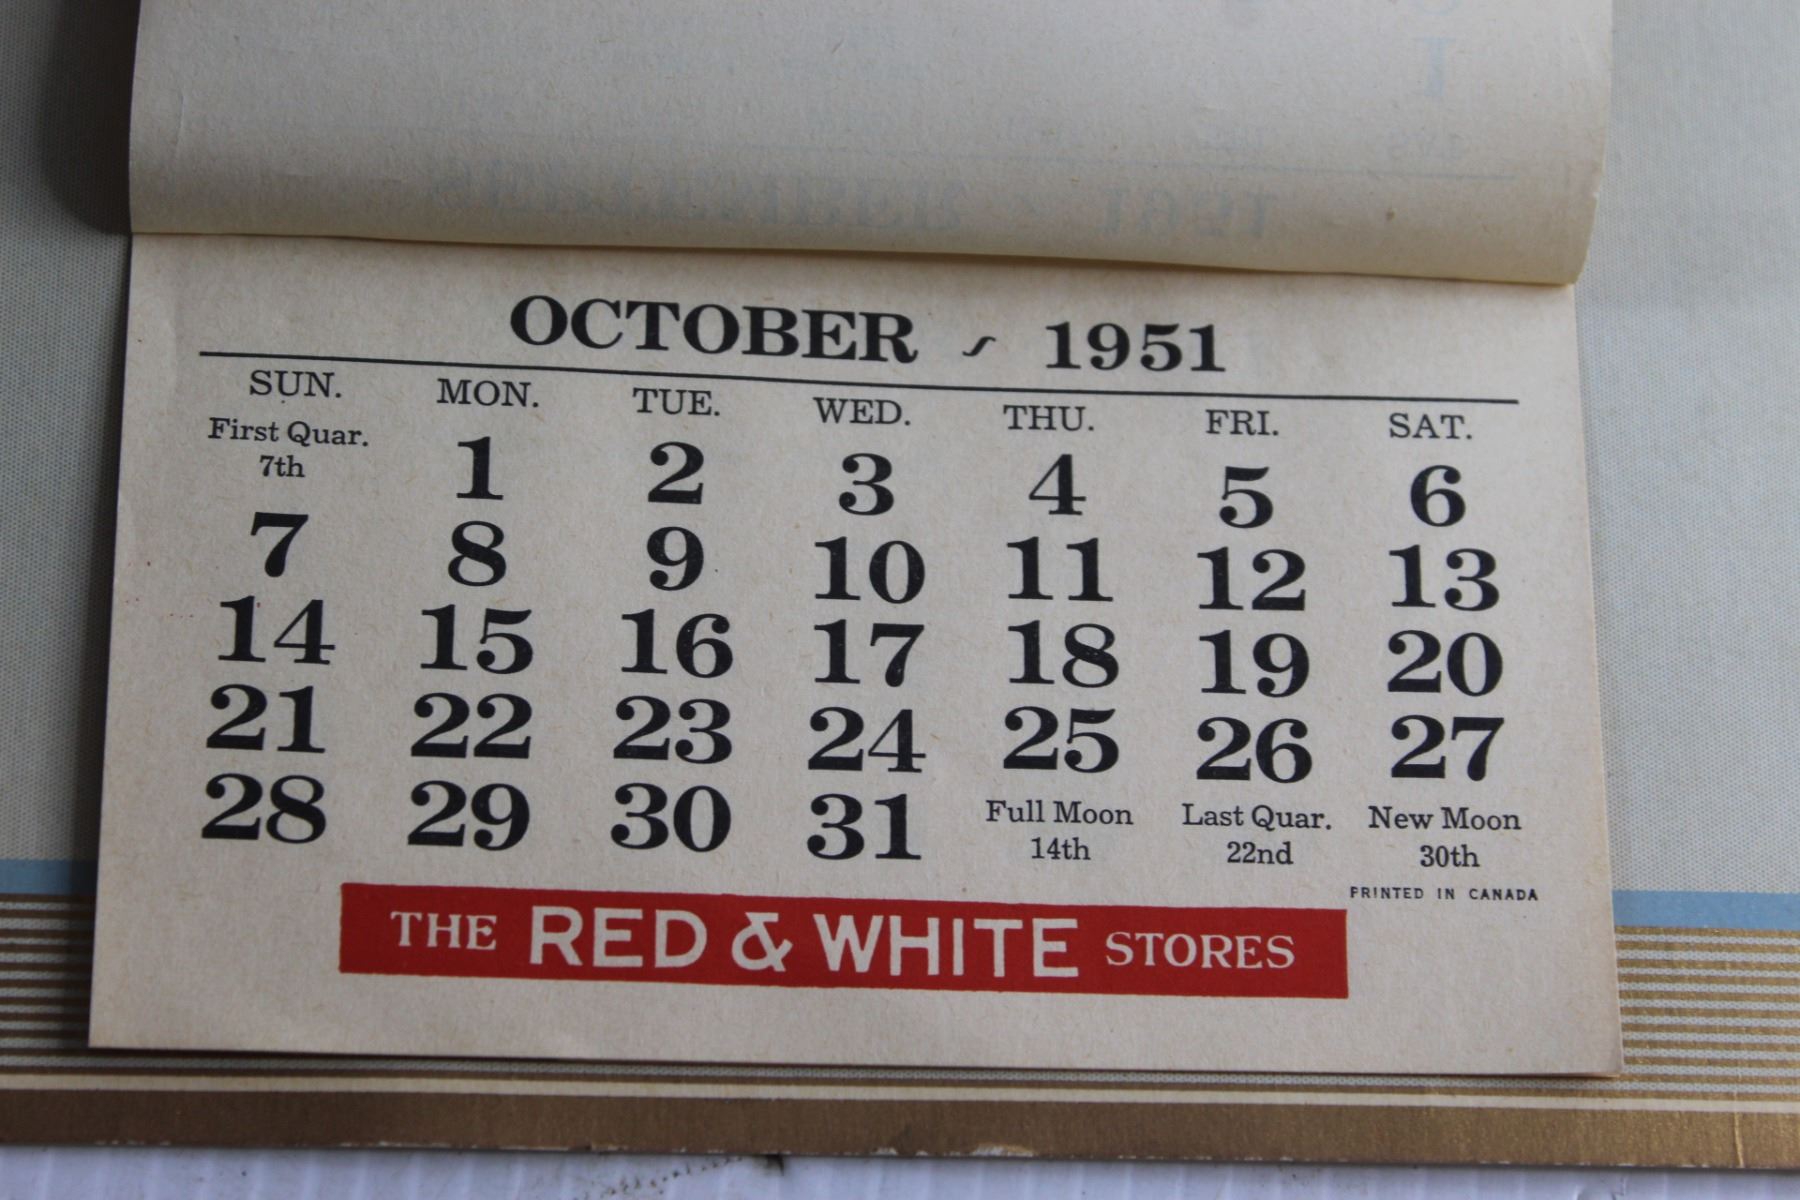 1951 ~ SEPTEMBER
OCTOBER ~ 1951
SUN. MON. TUE. WED. THU. FRI. SAT.
First Quar. 7th 1 2 3 4 5 6
7 8 9 10 11 12 13
14 15 16 17 18 19 20
21 22 23 24 25 26 27
28 29 30 31 Full Moon 14th Last Quar. 22nd New Moon 30th
PRINTED IN CANADA
THE RED & WHITE STORES